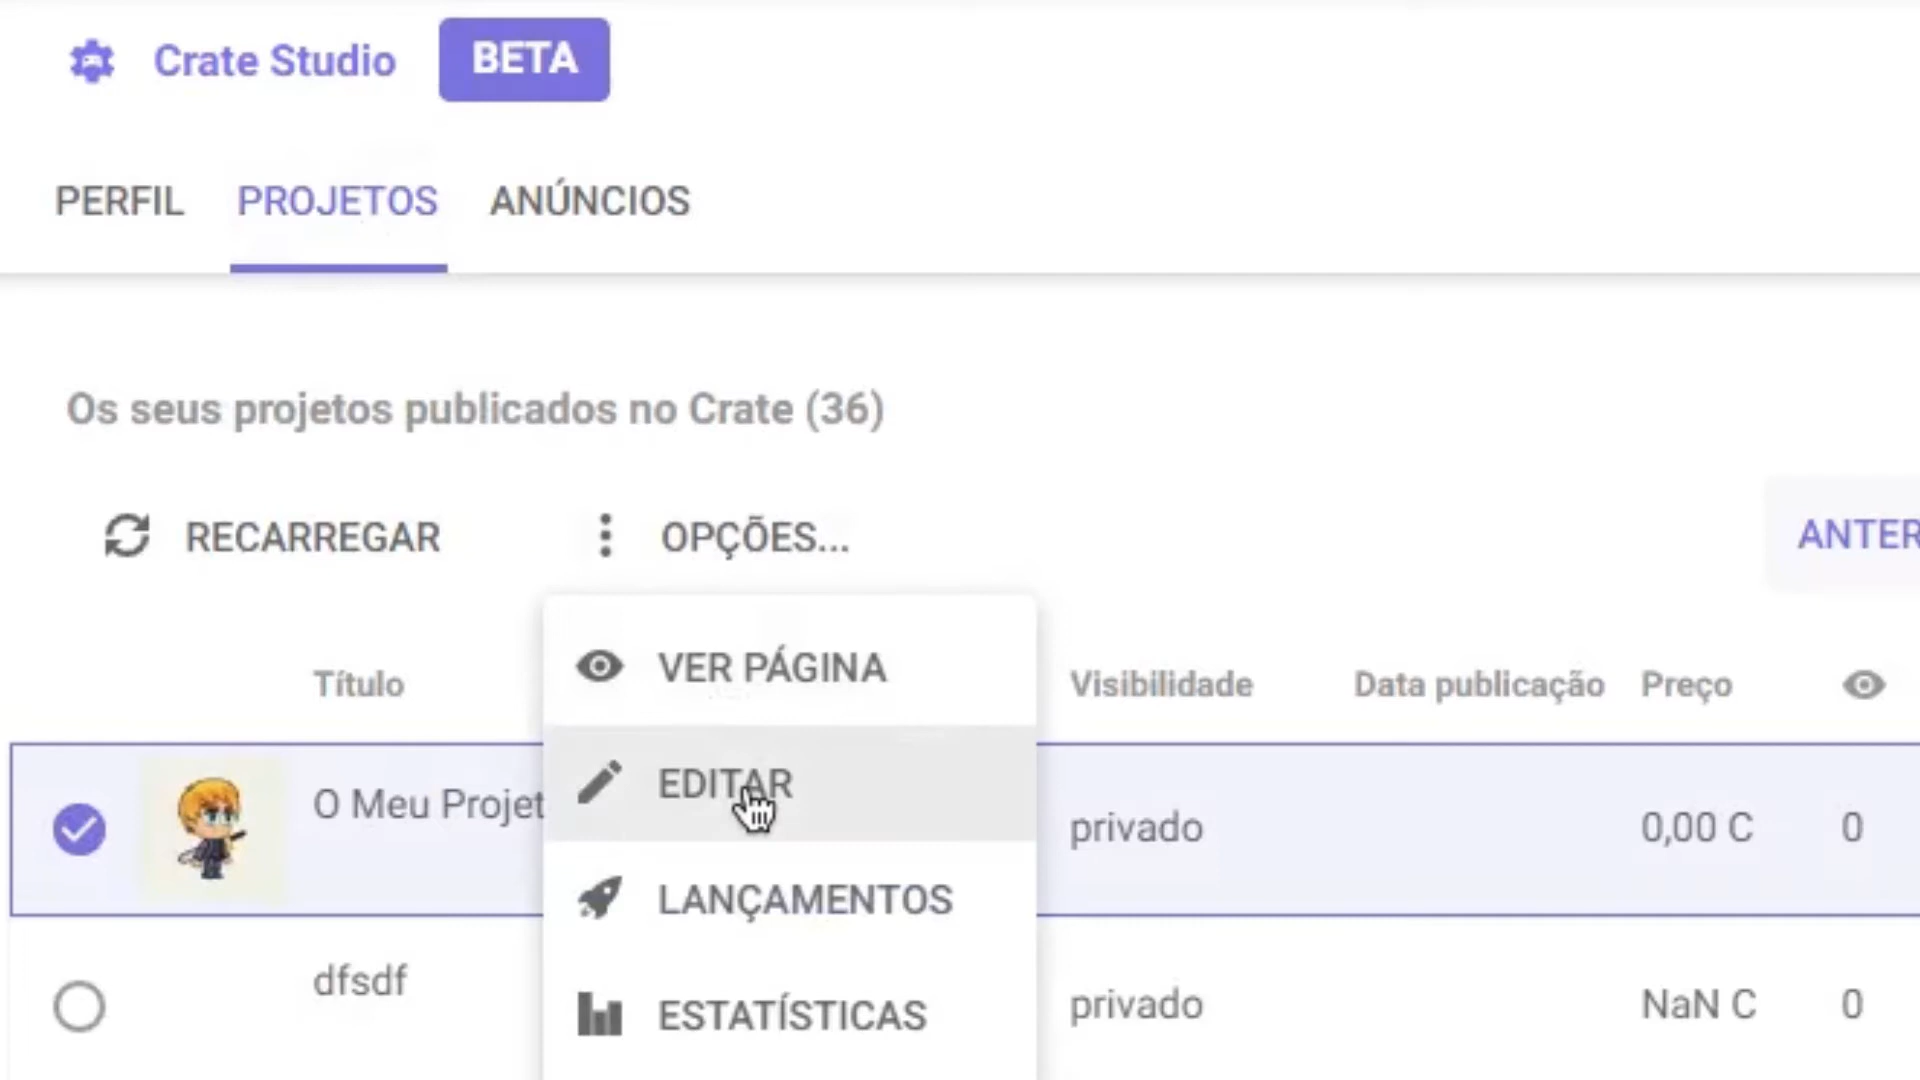 Crate Studio BETA
PERFIL PROJETOS ANÚNCIOS
Os seus projetos publicados no Crate (36)
RECARREGAR OPÇÕES... ANTER
VER PÁGINA
Título Visibilidade Data publicação Preço
EDITAR
O Meu Projet privado 0,00 C 0
LANÇAMENTOS
dfsdf privado NaN C 0
ESTATÍSTICAS